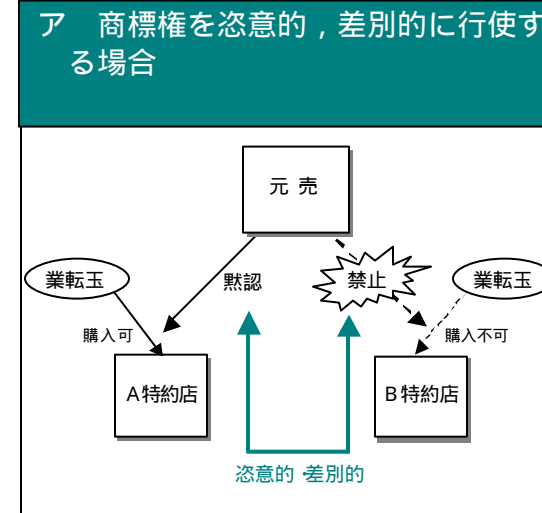 ア 商標権を恣意的,差別的に行使す
る場合
元 売
業転玉
黙認
禁止
業転玉
購入可
購入不可
A特約店
B特約店
恣意的・差別的